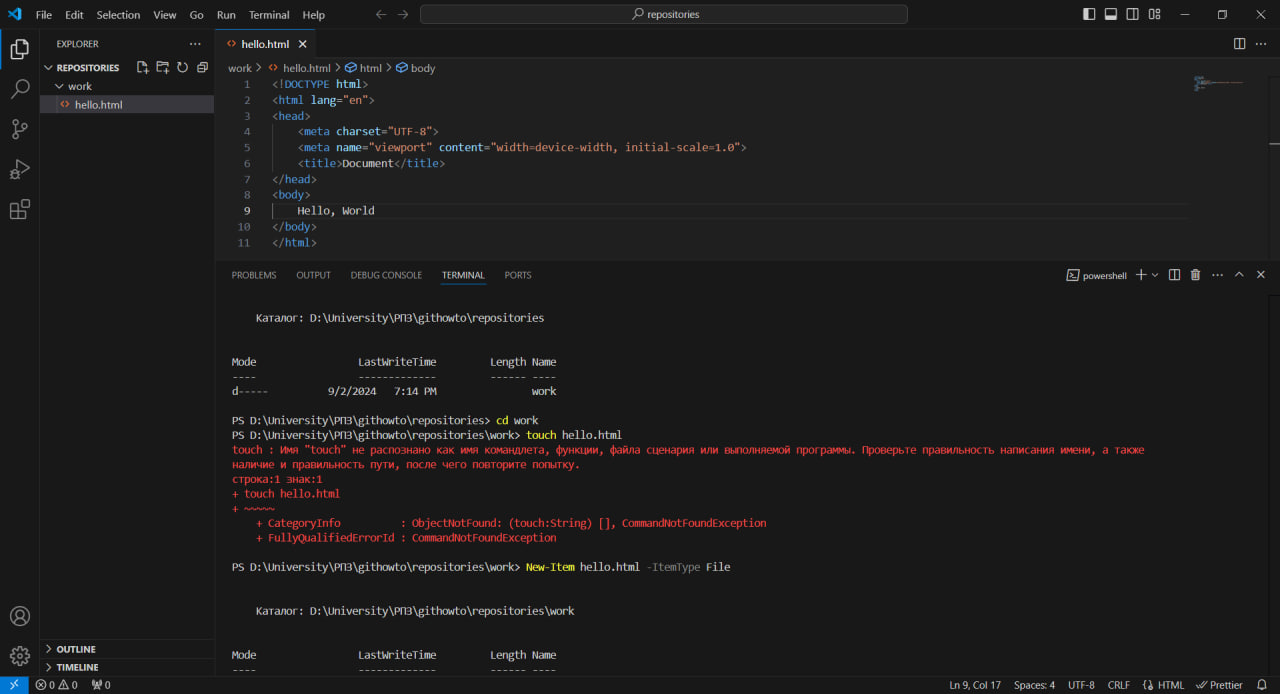 File Edit Selection View Go Run Terminal Help repositories
EXPLORER
REPOSITORIES
work
hello.html
hello.html
work > hello.html > html > body
1 <!DOCTYPE html>
2 <html lang="en">
3 <head>
4 <meta charset="UTF-8">
5 <meta name="viewport" content="width=device-width, initial-scale=1.0">
6 <title>Document</title>
7 </head>
8 <body>
9 Hello, World
10 </body>
11 </html>
PROBLEMS OUTPUT DEBUG CONSOLE TERMINAL PORTS powershell
Каталог: D:\University\РПЗ\githowto\repositories
Mode LastWriteTime Length Name
---- ------------- ------ ----
d----- 9/2/2024 7:14 PM work
PS D:\University\РПЗ\githowto\repositories> cd work
PS D:\University\РПЗ\githowto\repositories\work> touch hello.html
touch : Имя "touch" не распознано как имя командлета, функции, файла сценария или выполняемой программы. Проверьте правильность написания имени, а также
наличие и правильность пути, после чего повторите попытку.
строка:1 знак:1
+ touch hello.html
+ ~~~~~
+ CategoryInfo : ObjectNotFound: (touch:String) [], CommandNotFoundException
+ FullyQualifiedErrorId : CommandNotFoundException
PS D:\University\РПЗ\githowto\repositories\work> New-Item hello.html -ItemType File
Каталог: D:\University\РПЗ\githowto\repositories\work
Mode LastWriteTime Length Name
---- ------------- ------ ----
OUTLINE
TIMELINE
0 0 0 Ln 9, Col 17 Spaces: 4 UTF-8 CRLF HTML Prettier